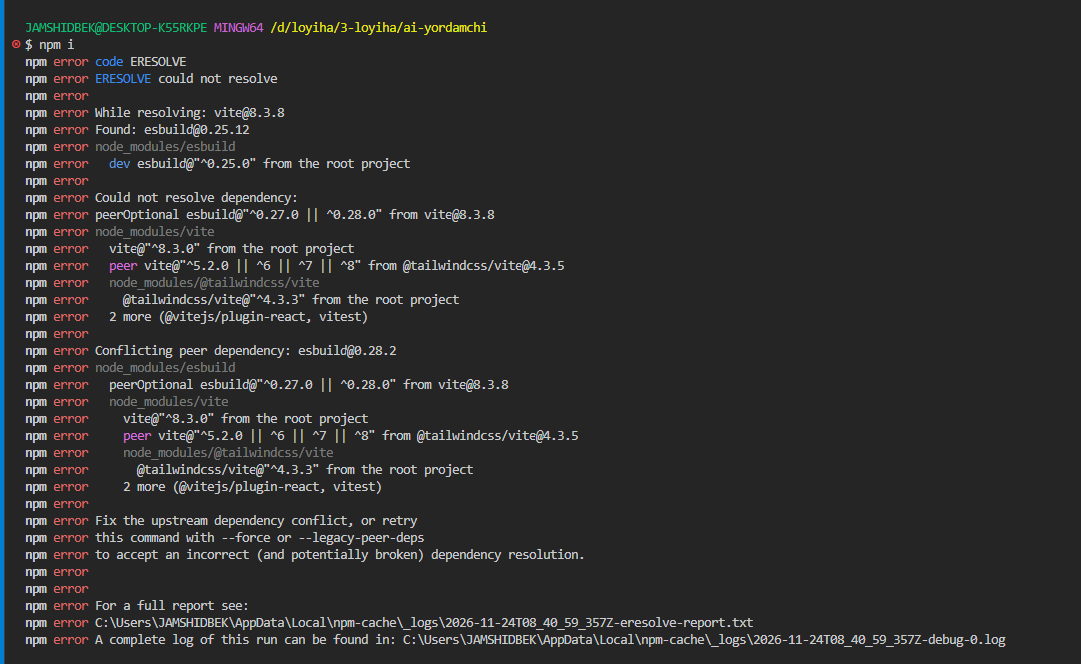 JAMSHIDBEK@DESKTOP-K55RKPE MINGW64 /d/loyiha/3-loyiha/ai-yordamchi
$ npm i
npm error code ERESOLVE
npm error ERESOLVE could not resolve
npm error
npm error While resolving: vite@8.3.8
npm error Found: esbuild@0.25.12
npm error node_modules/esbuild
npm error   dev esbuild@"^0.25.0" from the root project
npm error
npm error Could not resolve dependency:
npm error peerOptional esbuild@"^0.27.0 || ^0.28.0" from vite@8.3.8
npm error node_modules/vite
npm error   vite@"^8.3.0" from the root project
npm error   peer vite@"^5.2.0 || ^6 || ^7 || ^8" from @tailwindcss/vite@4.3.5
npm error   node_modules/@tailwindcss/vite
npm error     @tailwindcss/vite@"^4.3.3" from the root project
npm error   2 more (@vitejs/plugin-react, vitest)
npm error
npm error Conflicting peer dependency: esbuild@0.28.2
npm error node_modules/esbuild
npm error   peerOptional esbuild@"^0.27.0 || ^0.28.0" from vite@8.3.8
npm error   node_modules/vite
npm error     vite@"^8.3.0" from the root project
npm error     peer vite@"^5.2.0 || ^6 || ^7 || ^8" from @tailwindcss/vite@4.3.5
npm error     node_modules/@tailwindcss/vite
npm error       @tailwindcss/vite@"^4.3.3" from the root project
npm error     2 more (@vitejs/plugin-react, vitest)
npm error
npm error Fix the upstream dependency conflict, or retry
npm error this command with --force or --legacy-peer-deps
npm error to accept an incorrect (and potentially broken) dependency resolution.
npm error
npm error
npm error For a full report see:
npm error C:\Users\JAMSHIDBEK\AppData\Local\npm-cache\_logs\2026-11-24T08_40_59_357Z-eresolve-report.txt
npm error A complete log of this run can be found in: C:\Users\JAMSHIDBEK\AppData\Local\npm-cache\_logs\2026-11-24T08_40_59_357Z-debug-0.log